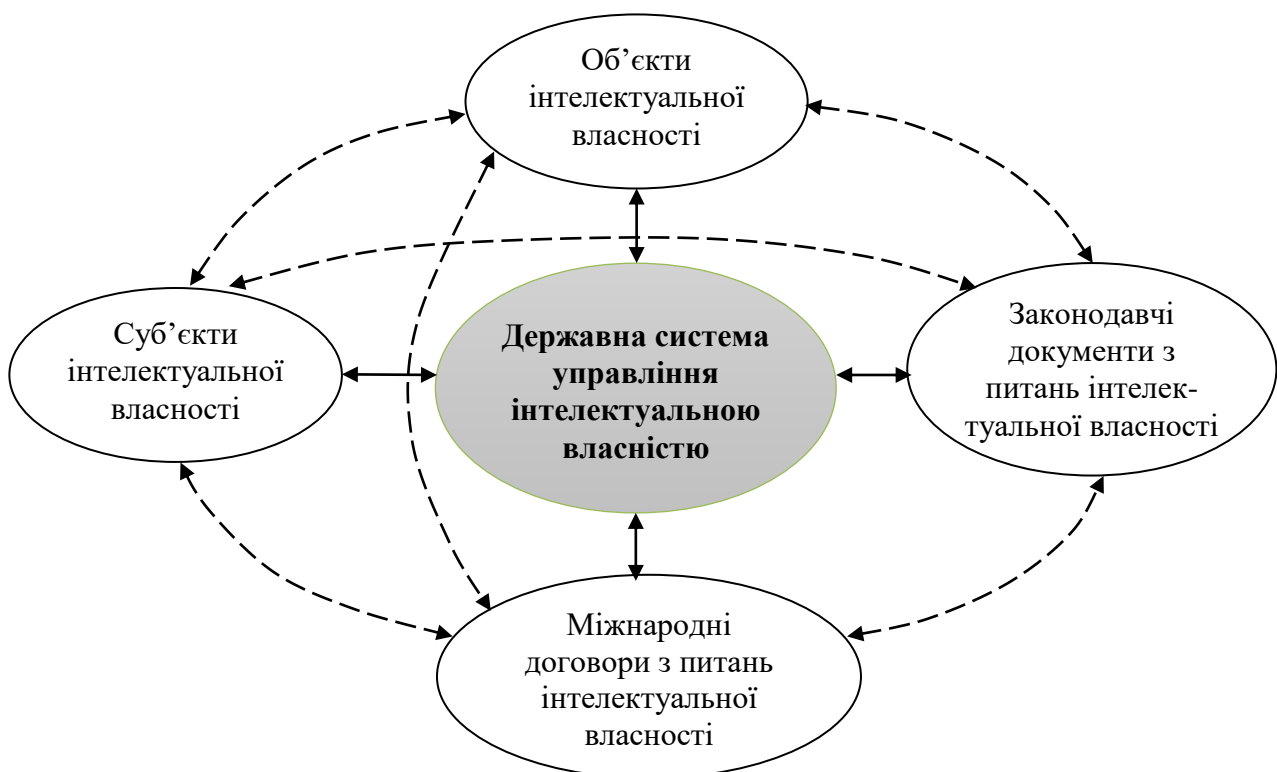 Об’єкти
інтелектуальної
власності
Суб’єкти
інтелектуальної
власності
Державна система
управління
інтелектуальною
власністю
Законодавчі
документи з
питань інтелек-
туальної власності
Міжнародні
договори з питань
інтелектуальної
власності